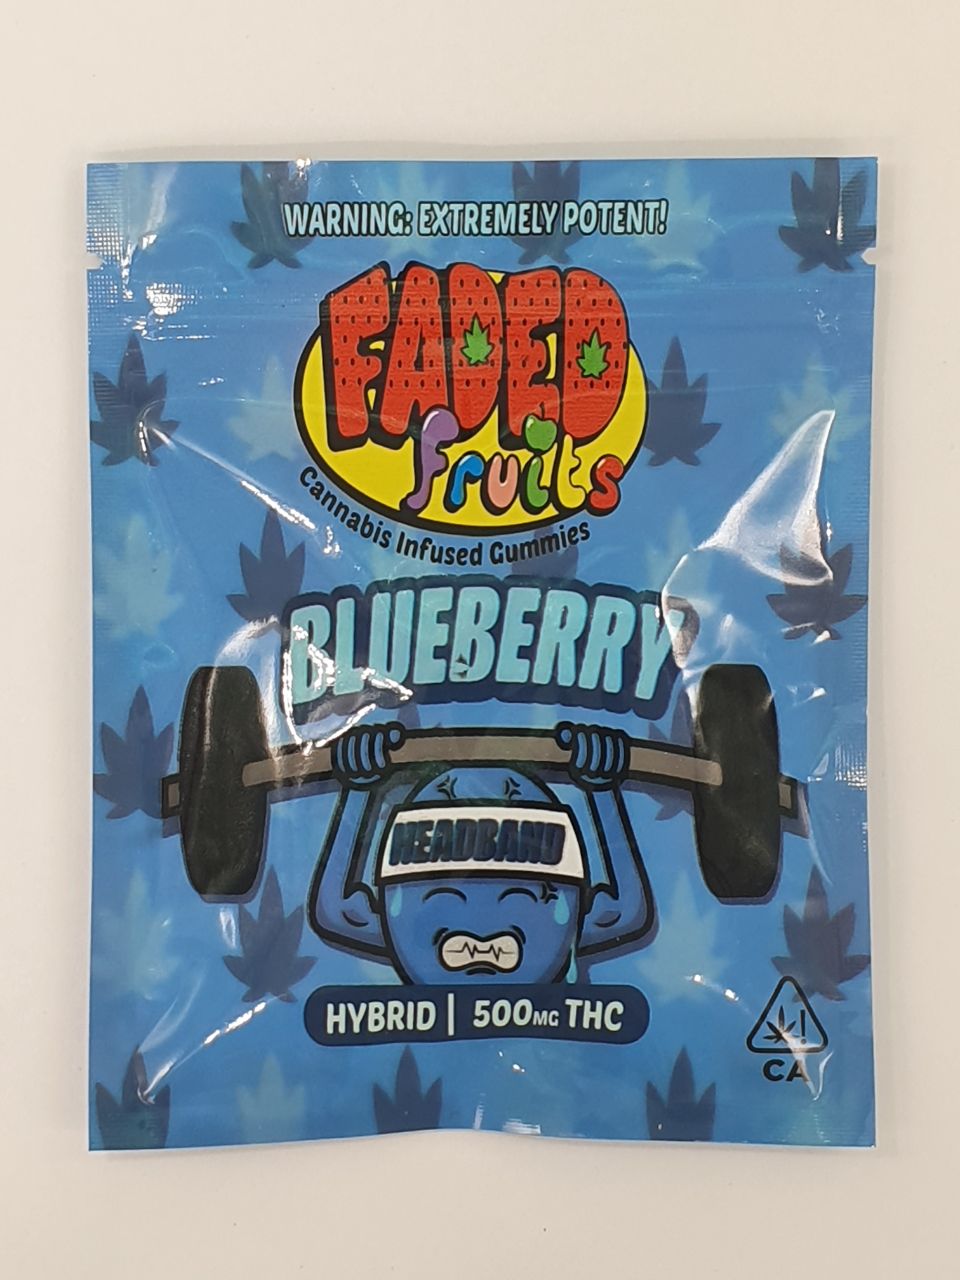 WARNING: EXTREMELY POTENT!
FADED
fruits
Cannabis Infused Gummies
BLUEBERRY
HEADBAND
HYBRID | 500MG THC
!
CA